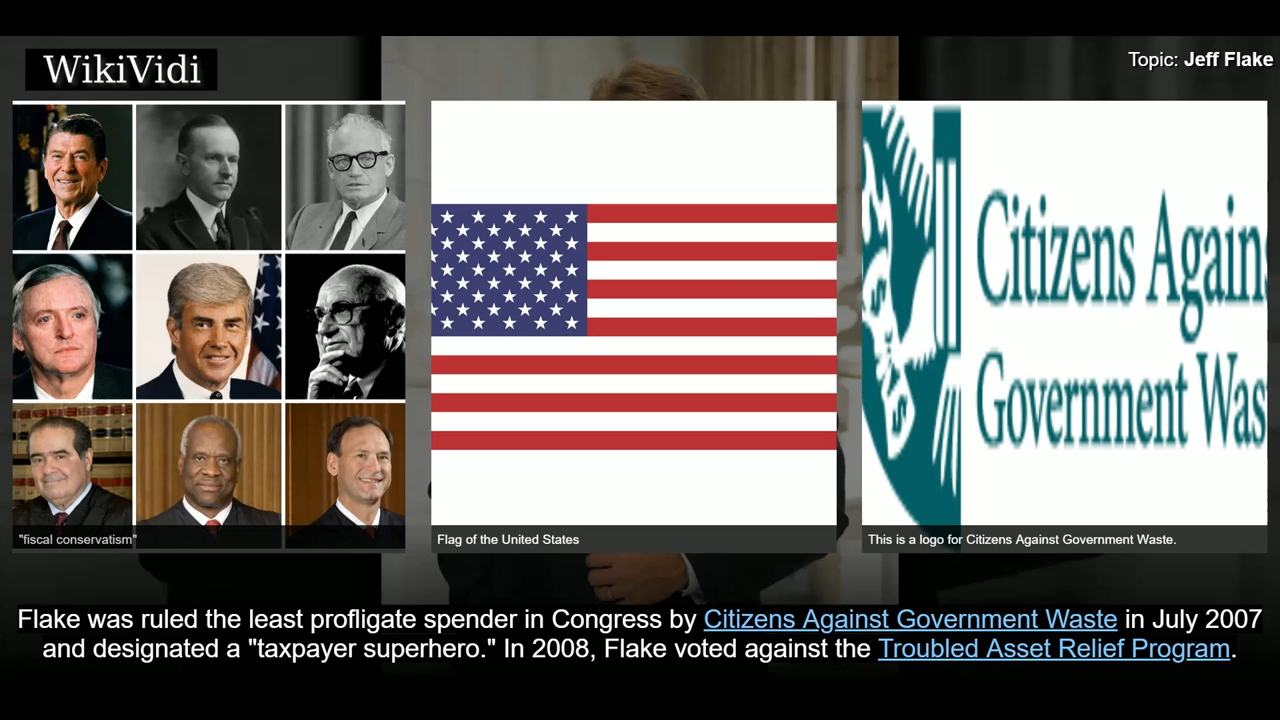 WikiVidi
Topic: Jeff Flake
Citizens Again
Government Was
"fiscal conservatism"
Flag of the United States
This is a logo for Citizens Against Government Waste.
Flake was ruled the least profligate spender in Congress by Citizens Against Government Waste in July 2007
and designated a "taxpayer superhero." In 2008, Flake voted against the Troubled Asset Relief Program.